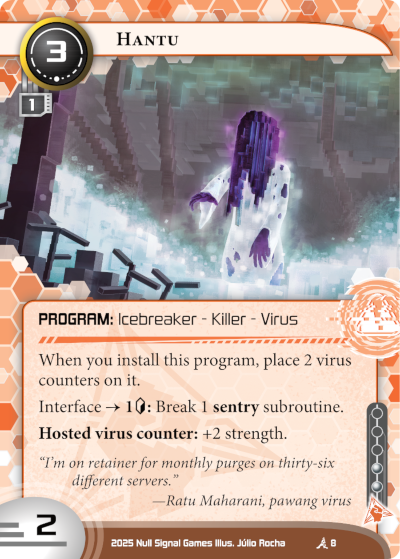 3
HANTU
1
PROGRAM: Icebreaker - Killer - Virus
When you install this program, place 2 virus
counters on it.
Interface → 1: Break 1 sentry subroutine.
Hosted virus counter: +2 strength.
“I’m on retainer for monthly purges on thirty-six
different servers.”
—Ratu Maharani, pawang virus
2
2025 Null Signal Games Illus. Júlio Rocha
8